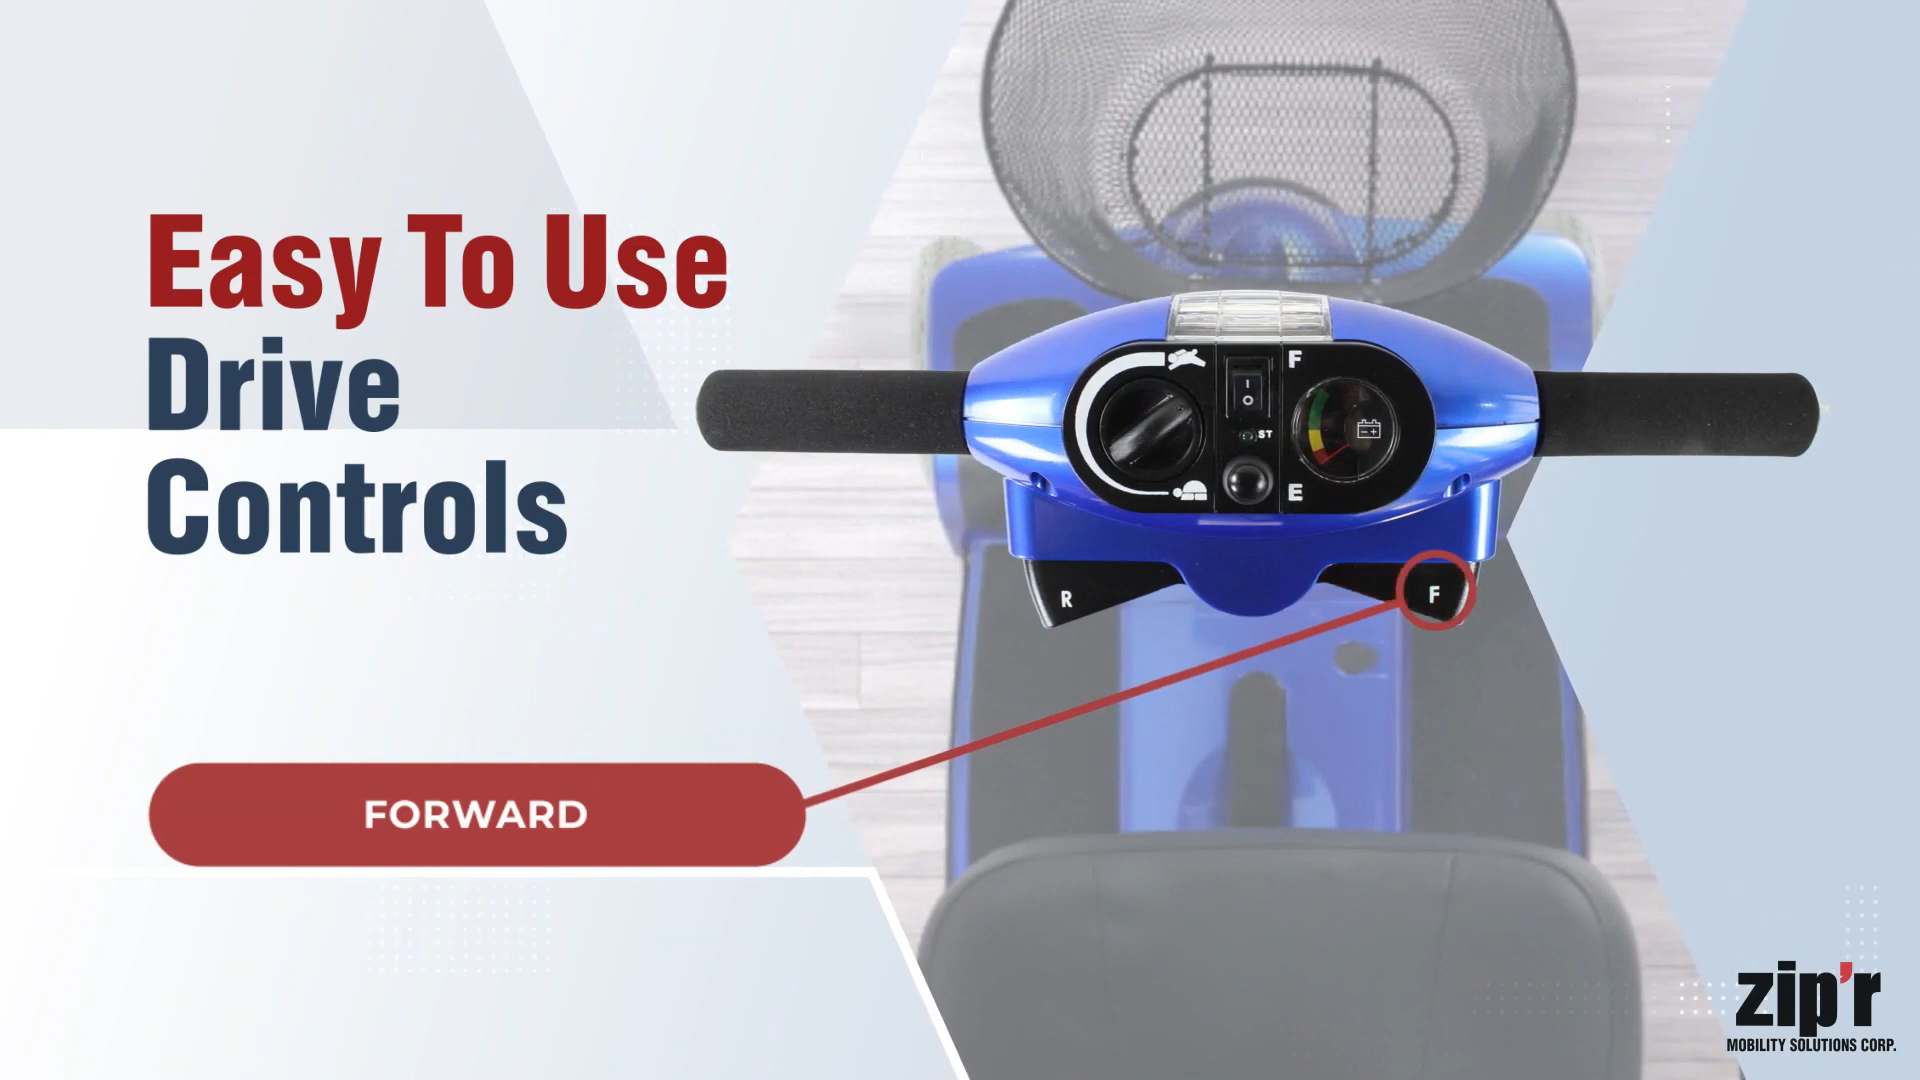 Easy To Use
Drive
Controls
F
I
O
ST
E
R
F
FORWARD
zip'r
MOBILITY SOLUTIONS CORP.